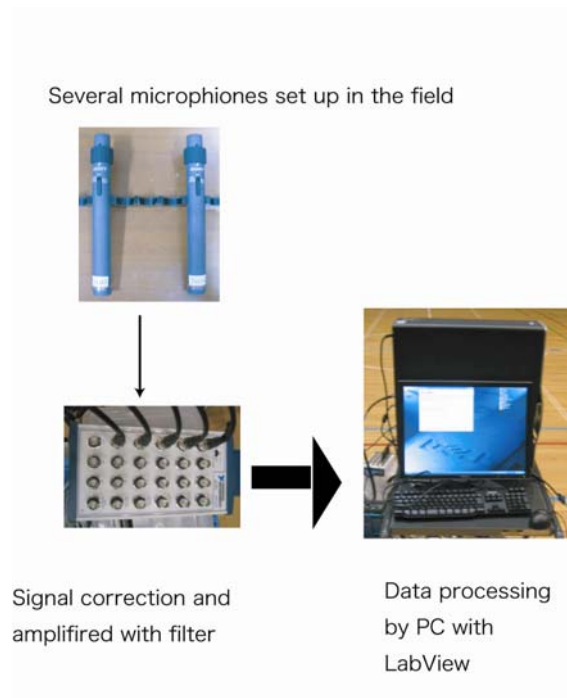 Several microphiones set up in the field
Signal correction and
amplifired with filter
Data processing
by PC with
LabView